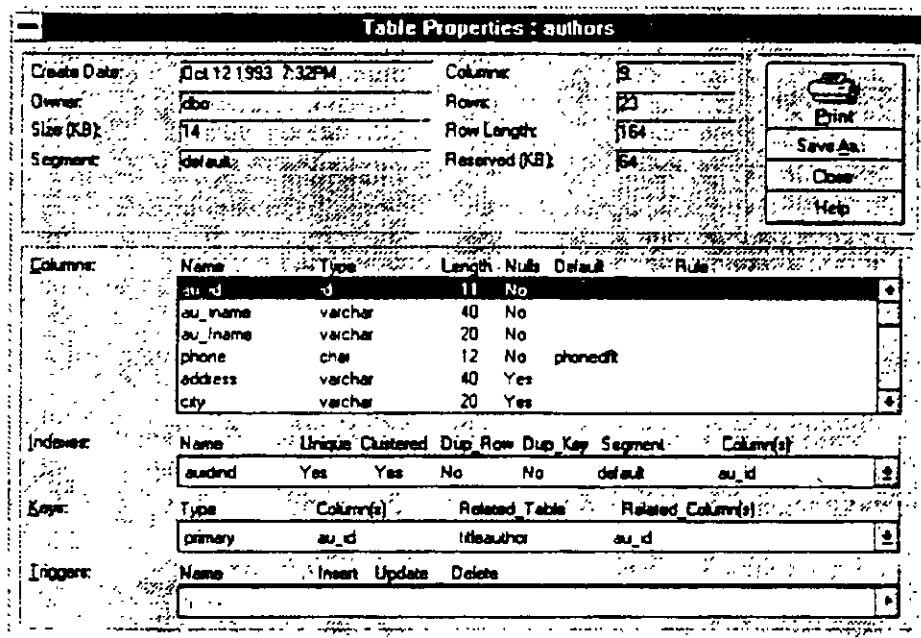 Table Properties : authors
Create Date: Oct 12 1993 7:32PM Columns: 9
Owner: dbo Rows: 23
Size (KB): 14 Row Length: 164
Segment: default Reserved (KB): 64
Print
Save As..
Close
Help
Columns: Name Type Length Nulls Default Rule
au_id id 11 No
au_lname varchar 40 No
au_fname varchar 20 No
phone char 12 No phonedflt
address varchar 40 Yes
city varchar 20 Yes
Indexes: Name Unique Clustered Dup_Row Dup_Key Segment Column(s)
auidind Yes Yes No No default au_id
Keys: Type Column(s) Related_Table Related_Column(s)
primary au_id titleauthor au_id
Triggers: Name Insert Update Delete